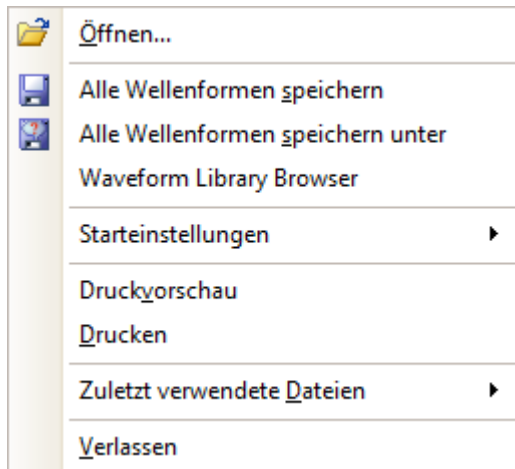 Öffnen...
Alle Wellenformen speichern
Alle Wellenformen speichern unter
Waveform Library Browser
Starteinstellungen
Druckvorschau
Drucken
Zuletzt verwendete Dateien
Verlassen